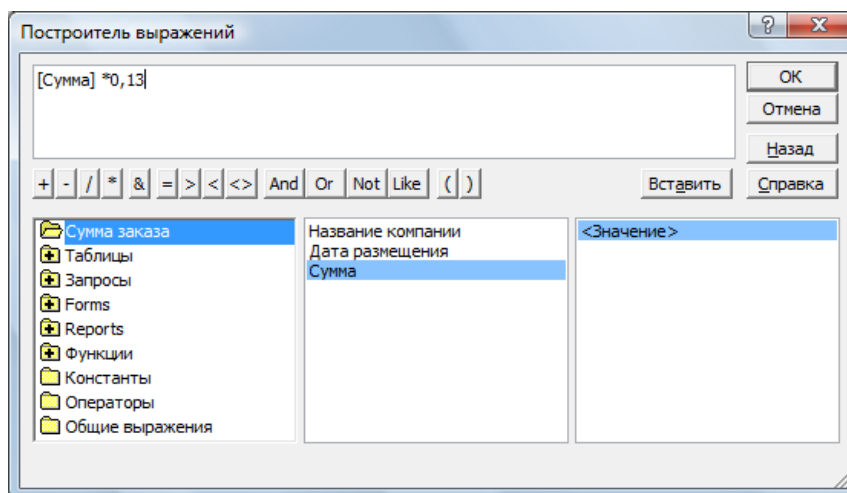 Построитель выражений
[Сумма] *0,13
OK
Отмена
Назад
+ - / * & = > < <> And Or Not Like ( ) Вставить Справка
Сумма заказа
Таблицы
Запросы
Forms
Reports
Функции
Константы
Операторы
Общие выражения
Название компании
Дата размещения
Сумма
<Значение>